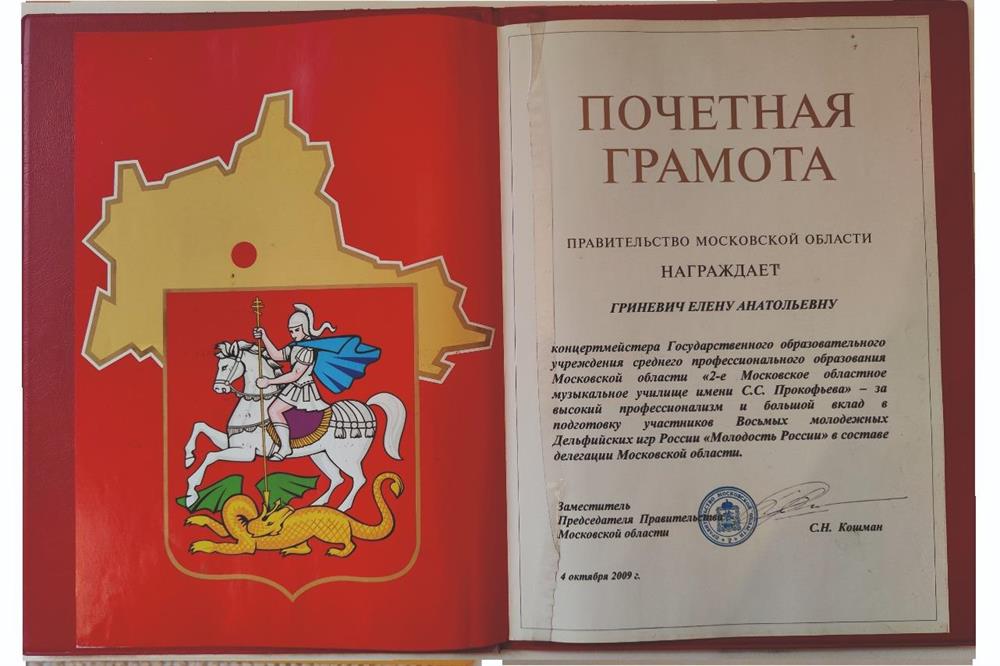 ПОЧЕТНАЯ
ГРАМОТА
ПРАВИТЕЛЬСТВО МОСКОВСКОЙ ОБЛАСТИ
НАГРАЖДАЕТ
ГРИНЕВИЧ ЕЛЕНУ АНАТОЛЬЕВНУ
концертмейстера Государственного образовательного
учреждения среднего профессионального образования
Московской области «2-е Московское областное
музыкальное училище имени С.С. Прокофьева» – за
высокий профессионализм и большой вклад в
подготовку участников Восьмых молодежных
Дельфийских игр России «Молодость России» в составе
делегации Московской области.
Заместитель
Председателя Правительства
Московской области
С.Н. Кошман
4 октября 2009 г.